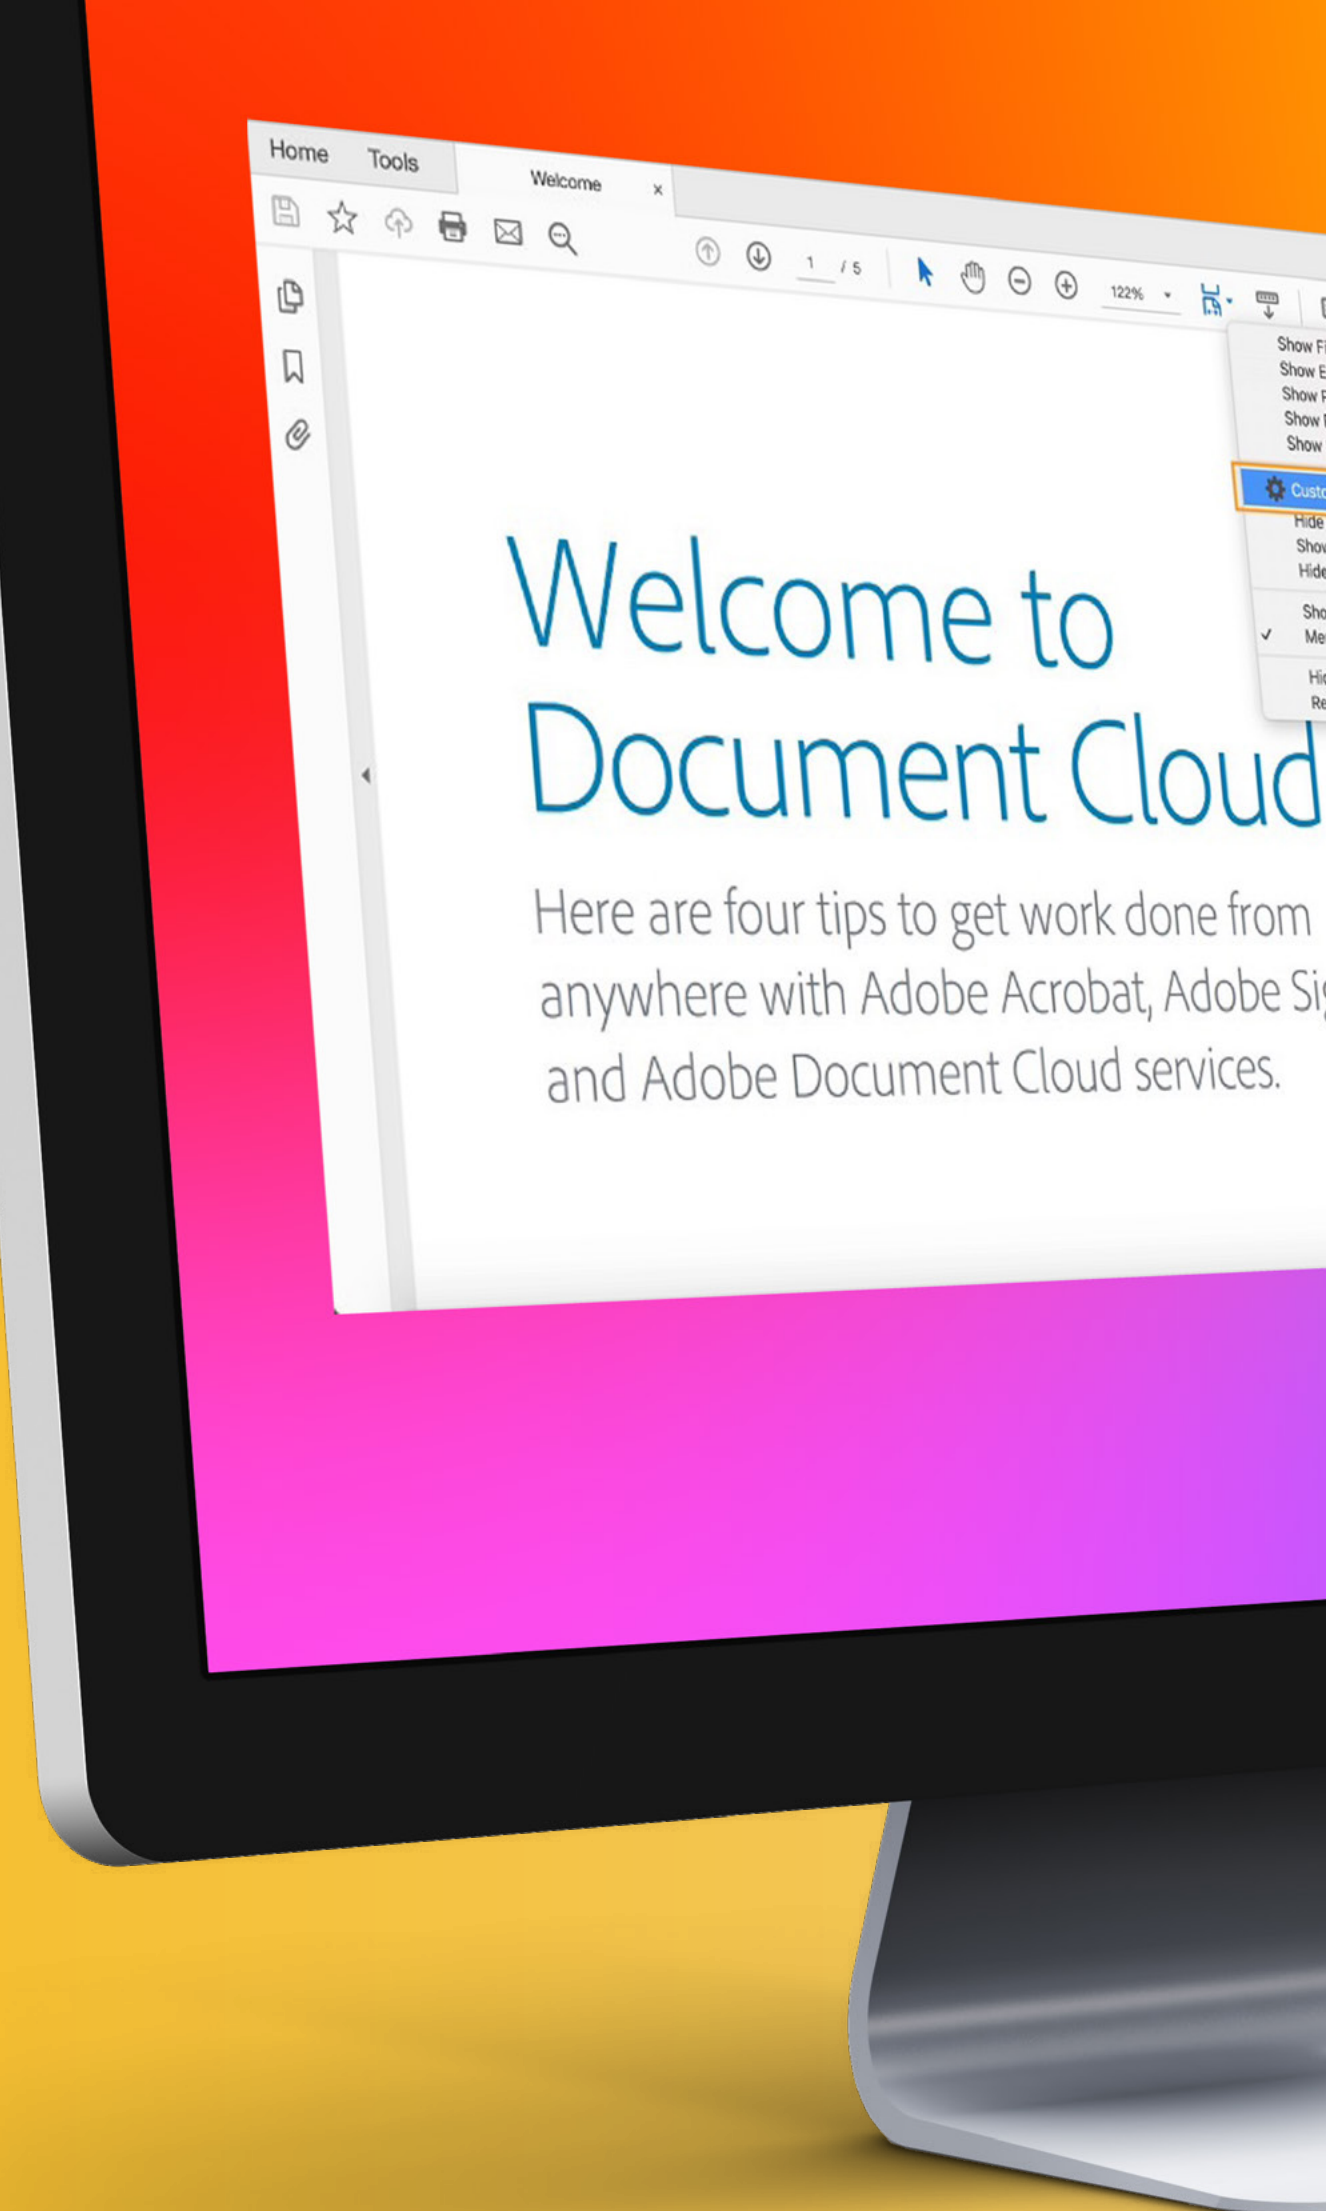 Home Tools Welcome x
1 / 5 122%
Show
Show
Show
Show
Show
Hide
Welcome to
Document Cloud
Here are four tips to get work done from
anywhere with Adobe Acrobat, Adobe
and Adobe Document Cloud services.